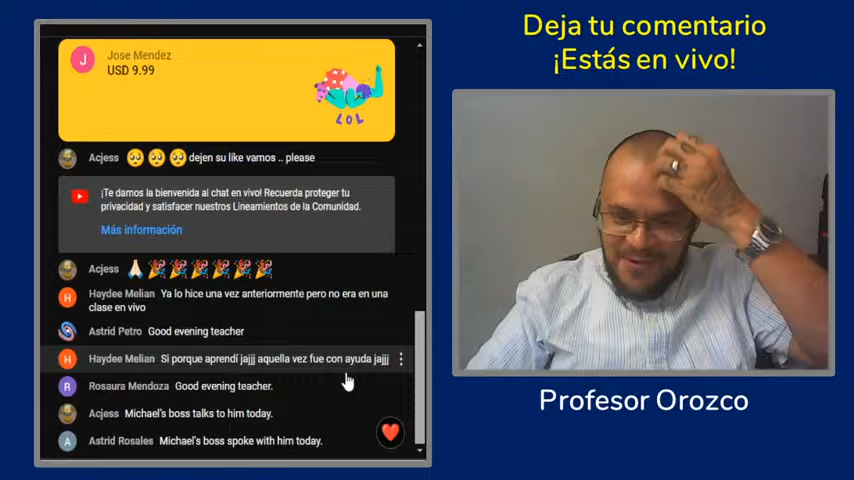 Deja tu comentario
¡Estás en vivo!
J
Jose Mendez
USD 9.99
LOL
Acjess 🥺 🥺 🥺 dejen su like vamos .. please
¡Te damos la bienvenida al chat en vivo! Recuerda proteger tu
privacidad y satisfacer nuestros Lineamientos de la Comunidad.
Más información
Acjess 🙏🏻 🎉 🎉 🎉 🎉 🎉 🎉
H
Haydee Melian Ya lo hice una vez anteriormente pero no era en una
clase en vivo
Astrid Petro Good evening teacher
H
Haydee Melian Si porque aprendí jajjj aquella vez fue con ayuda jajjj
R
Rosaura Mendoza Good evening teacher.
Acjess Michael's boss talks to him today.
A
Astrid Rosales Michael's boss spoke with him today.
Profesor Orozco